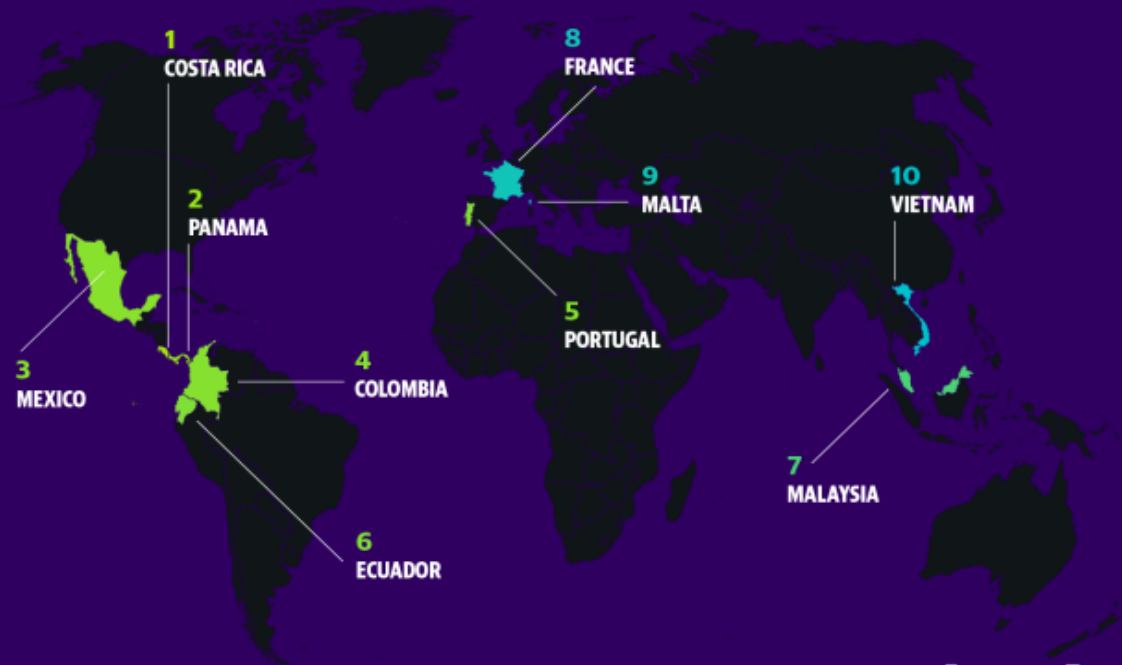 1
COSTA RICA
2
PANAMA
3
MEXICO
4
COLOMBIA
5
PORTUGAL
6
ECUADOR
7
MALAYSIA
8
FRANCE
9
MALTA
10
VIETNAM